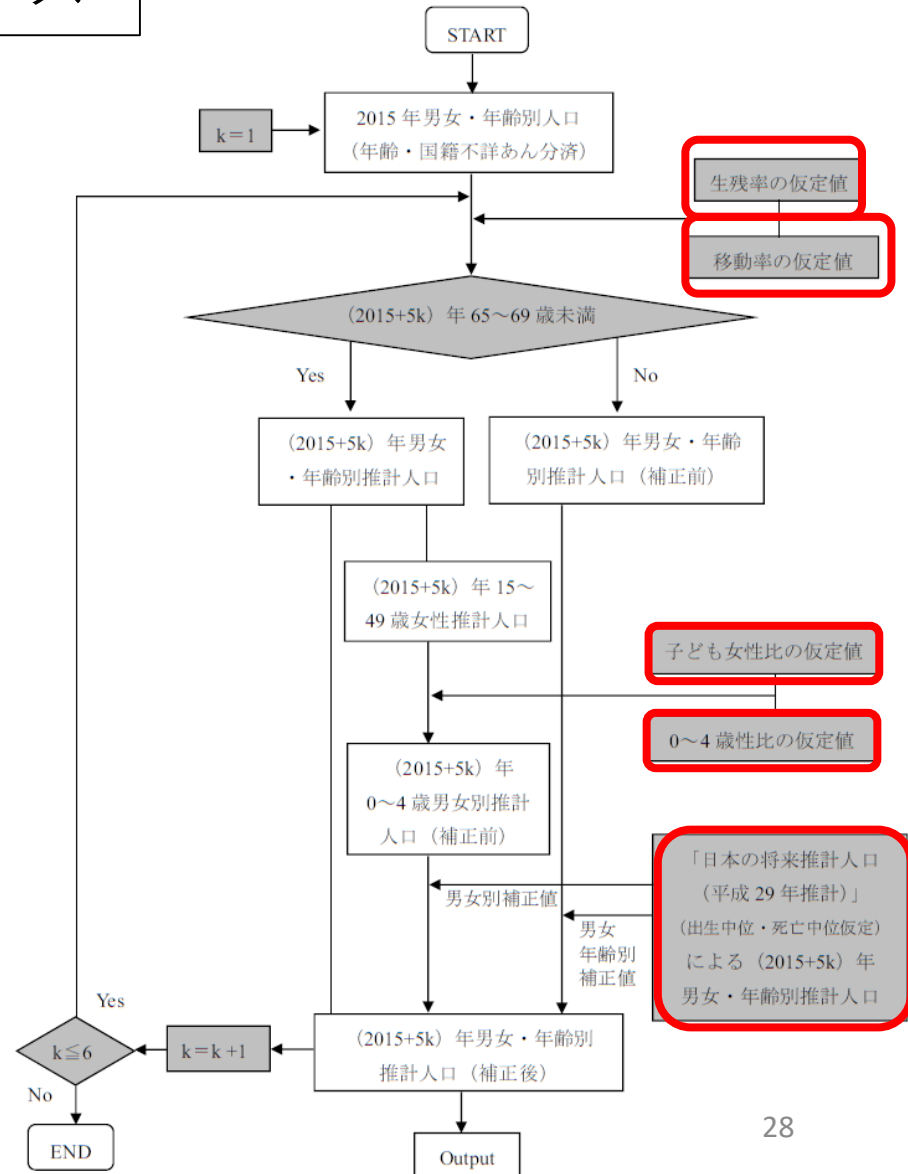 START
k＝1
2015 年男女・年齢別人口
（年齢・国籍不詳あん分済）
生残率の仮定値
移動率の仮定値
（2015+5k）年 65～69 歳未満
Yes
No
（2015+5k）年男女
・年齢別推計人口
（2015+5k）年男女・年齢
別推計人口（補正前）
（2015+5k）年 15～
49 歳女性推計人口
子ども女性比の仮定値
0～4 歳性比の仮定値
（2015+5k）年
0～4 歳男女別推計
人口（補正前）
「日本の将来推計人口
（平成 29 年推計）」
（出生中位・死亡中位仮定）
による（2015+5k）年
男女・年齢別推計人口
男女別補正値
男女
年齢別
補正値
Yes
k≦6
k＝k +1
（2015+5k）年男女・年齢別
推計人口（補正後）
No
END
Output
28